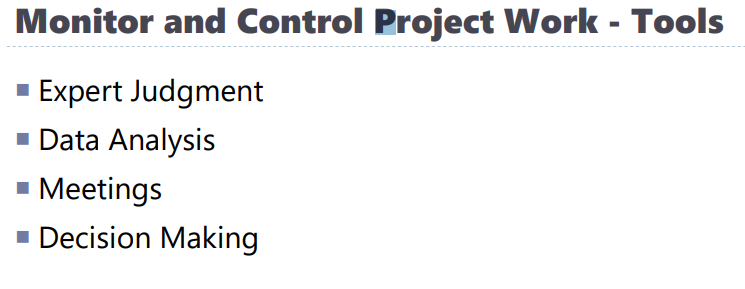 Monitor and Control Project Work - Tools
Expert Judgment
Data Analysis
Meetings
Decision Making